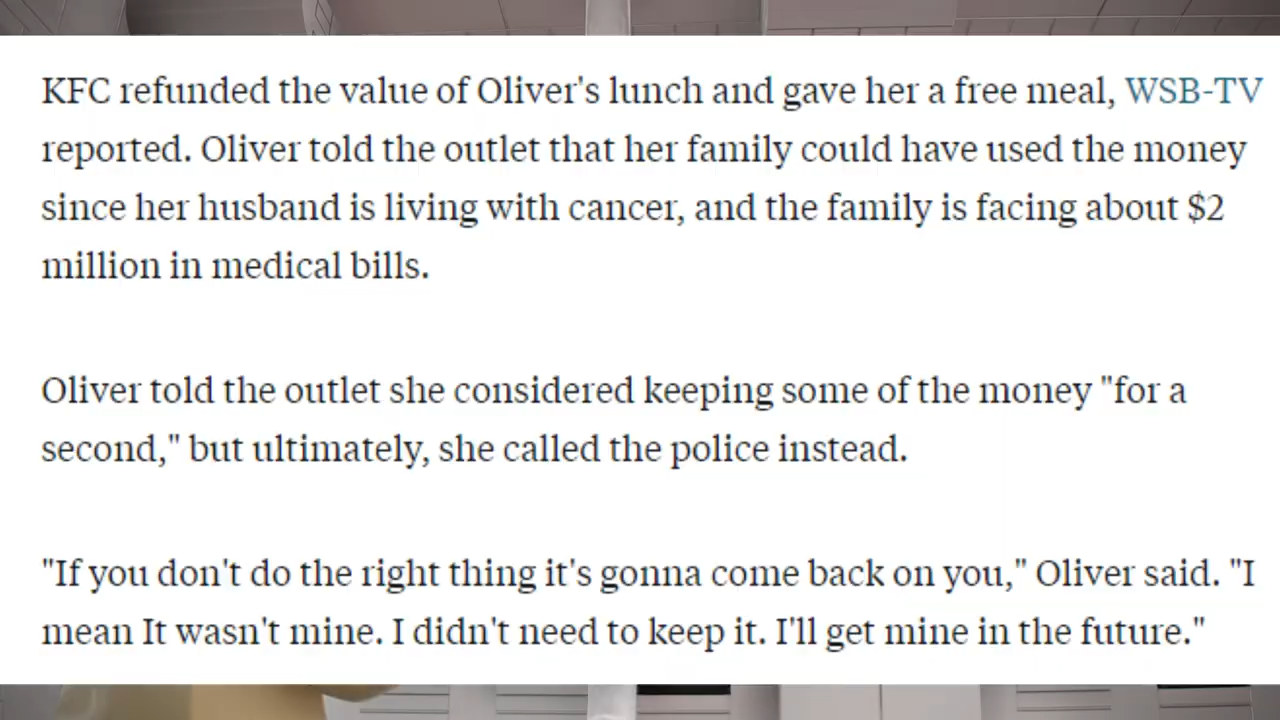 KFC refunded the value of Oliver's lunch and gave her a free meal, WSB-TV
reported. Oliver told the outlet that her family could have used the money
since her husband is living with cancer, and the family is facing about $2
million in medical bills.
Oliver told the outlet she considered keeping some of the money "for a
second," but ultimately, she called the police instead.
"If you don't do the right thing it's gonna come back on you," Oliver said. "I
mean It wasn't mine. I didn't need to keep it. I'll get mine in the future."